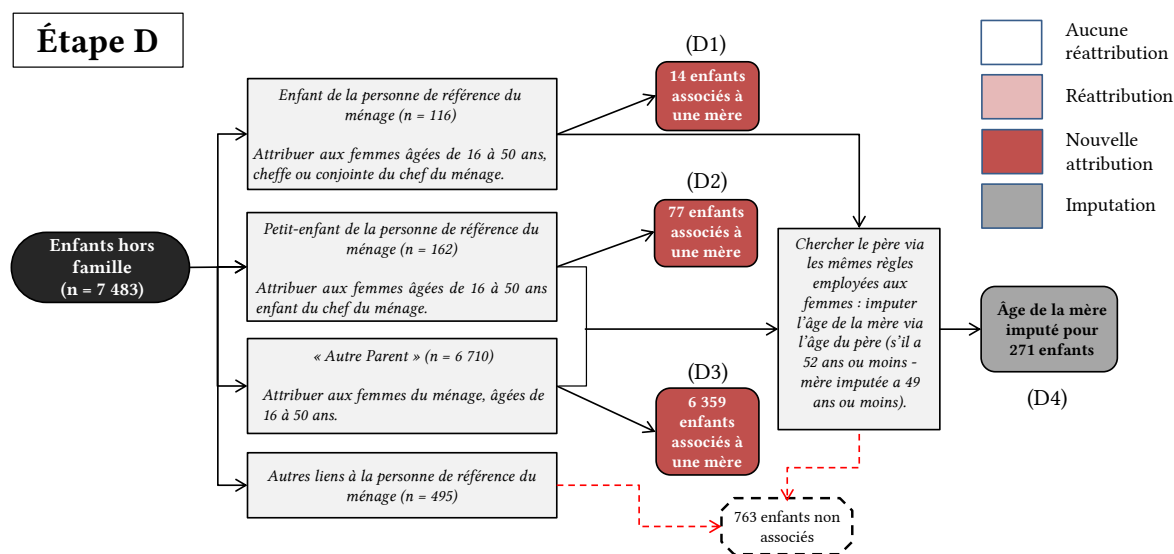 Étape D
Enfants hors
famille
(n = 7 483)
Enfant de la personne de référence du
ménage (n = 116)
Attribuer aux femmes âgées de 16 à 50 ans,
cheffe ou conjointe du chef du ménage.
Petit-enfant de la personne de référence du
ménage (n = 162)
Attribuer aux femmes âgées de 16 à 50 ans
enfant du chef du ménage.
« Autre Parent » (n = 6 710)
Attribuer aux femmes du ménage, âgées de
16 à 50 ans.
Autres liens à la personne de référence du
ménage (n = 495)
(D1)
14 enfants
associés à
une mère
(D2)
77 enfants
associés à
une mère
(D3)
6 359
enfants
associés à
une mère
Chercher le père via
les mêmes règles
employées aux
femmes : imputer
l'âge de la mère via
l'âge du père (s'il a
52 ans ou moins -
mère imputée a 49
ans ou moins).
763 enfants non
associés
Âge de la mère
imputé pour
271 enfants
(D4)
Aucune
réattribution
Réattribution
Nouvelle
attribution
Imputation